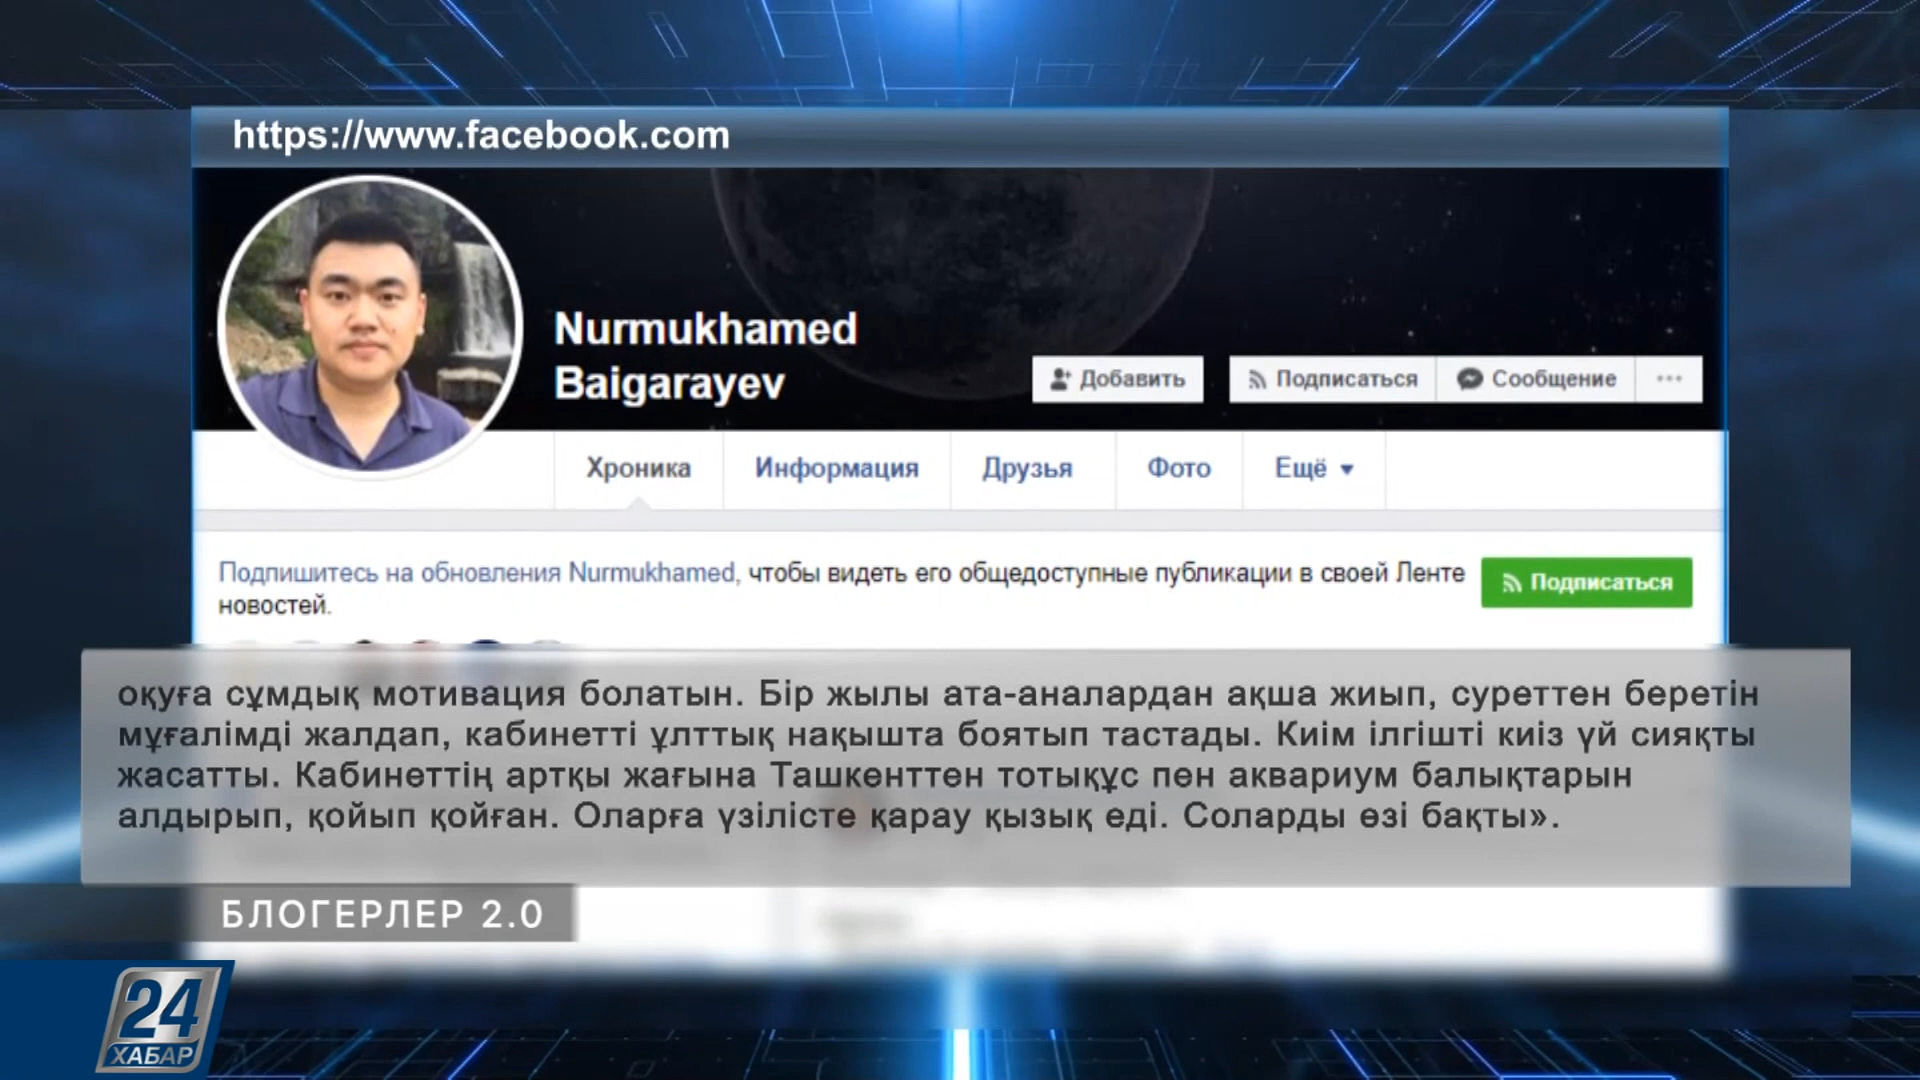 https://www.facebook.com
Nurmukhamed
Baigarayev
Добавить
Подписаться
Сообщение
Хроника
Информация
Друзья
Фото
Ещё
Подпишитесь на обновления Nurmukhamed, чтобы видеть его общедоступные публикации в своей Ленте
новостей.
Подписаться
оқуға сұмдық мотивация болатын. Бір жылы ата-аналардан ақша жиып, суреттен беретін
мұғалімді жалдап, кабинетті ұлттық нақышта боятып тастады. Киім ілгішті киіз үй сияқты
жасатты. Кабинеттің артқы жағына Ташкенттен тотықұс пен аквариум балықтарын
алдырып, қойып қойған. Оларға үзілісте қарау қызық еді. Соларды өзі бақты».
БЛОГЕРЛЕР 2.0
24
ХАБАР